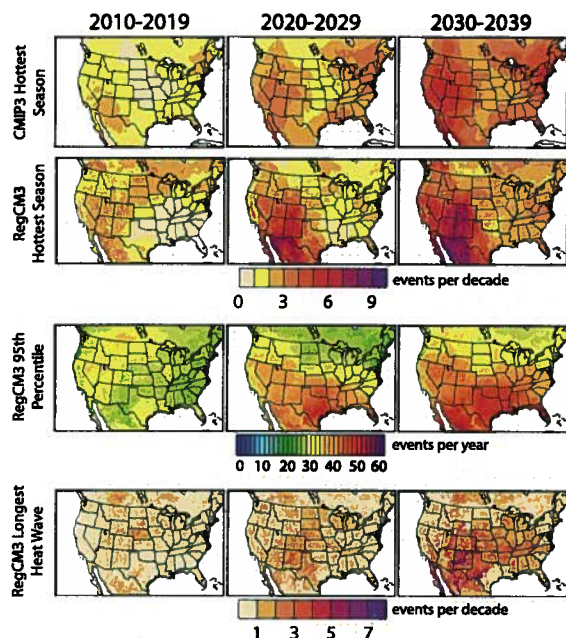 2010-2019 2020-2029 2030-2039
CMIP3 Hottest
Season
RegCM3
Hottest Season
0 3 6 9 events per decade
RegCM3 95th
Percentile
0 10 20 30 40 50 60 events per year
RegCM3 Longest
Heat Wave
1 3 5 7 events per decade